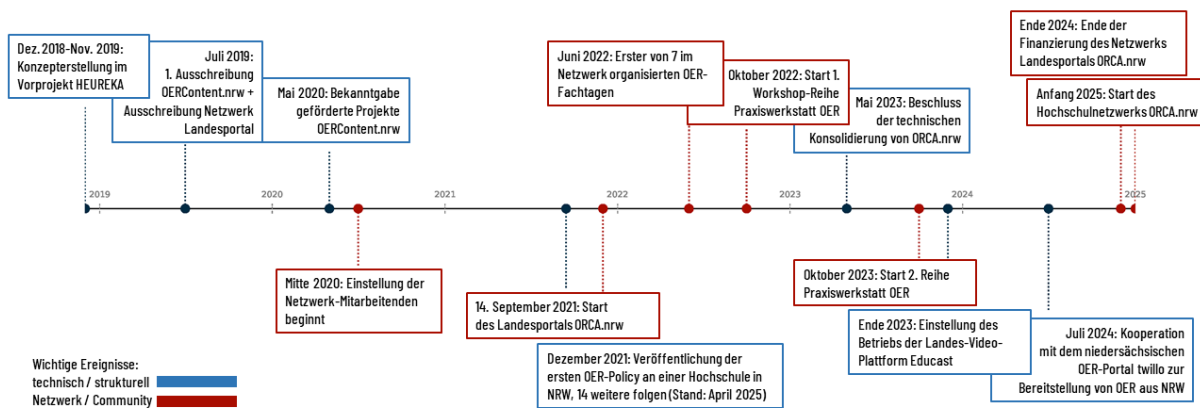 Dez. 2018-Nov. 2019:
Konzepterstellung im
Vorprojekt HEUREKA
Juli 2019:
1. Ausschreibung
OERContent.nrw +
Ausschreibung Netzwerk
Landesportal
Mai 2020: Bekanntgabe
geförderte Projekte
OERContent.nrw
Juni 2022: Erster von 7 im
Netzwerk organisierten OER-
Fachtagen
Oktober 2022: Start 1.
Workshop-Reihe
Praxiswerkstatt OER
Mai 2023: Beschluss
der technischen
Konsolidierung von ORCA.nrw
Ende 2024: Ende der
Finanzierung des Netzwerks
Landesportals ORCA.nrw
Anfang 2025: Start des
Hochschulnetzwerks ORCA.nrw
2019
2020
2021
2022
2023
2024
2025
Mitte 2020: Einstellung der
Netzwerk-Mitarbeitenden
beginnt
14. September 2021: Start
des Landesportals ORCA.nrw
Dezember 2021: Veröffentlichung der
ersten OER-Policy an einer Hochschule in
NRW, 14 weitere folgen (Stand: April 2025)
Oktober 2023: Start 2. Reihe
Praxiswerkstatt OER
Ende 2023: Einstellung des
Betriebs der Landes-Video-
Plattform Educast
Juli 2024: Kooperation
mit dem niedersächsischen
OER-Portal twillo zur
Bereitstellung von OER aus NRW
Wichtige Ereignisse:
technisch / strukturell
Netzwerk / Community